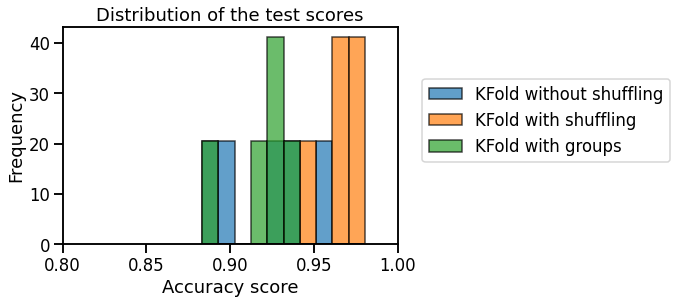 Distribution of the test scores
Frequency
40
30
20
10
0
0.80 0.85 0.90 0.95 1.00
Accuracy score
KFold without shuffling
KFold with shuffling
KFold with groups